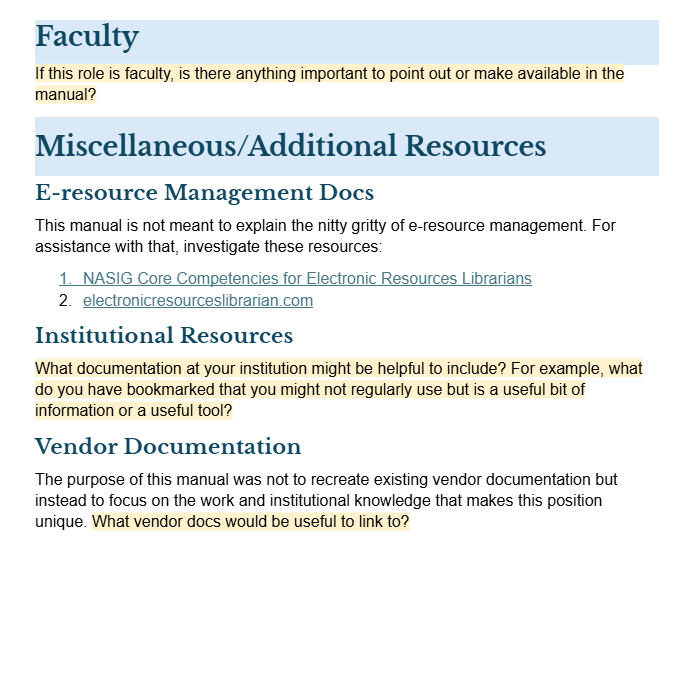 Faculty
If this role is faculty, is there anything important to point out or make available in the
manual?
Miscellaneous/Additional Resources
E-resource Management Docs
This manual is not meant to explain the nitty gritty of e-resource management. For
assistance with that, investigate these resources:
1. NASIG Core Competencies for Electronic Resources Librarians
2. electronicresourceslibrarian.com
Institutional Resources
What documentation at your institution might be helpful to include? For example, what
do you have bookmarked that you might not regularly use but is a useful bit of
information or a useful tool?
Vendor Documentation
The purpose of this manual was not to recreate existing vendor documentation but
instead to focus on the work and institutional knowledge that makes this position
unique. What vendor docs would be useful to link to?